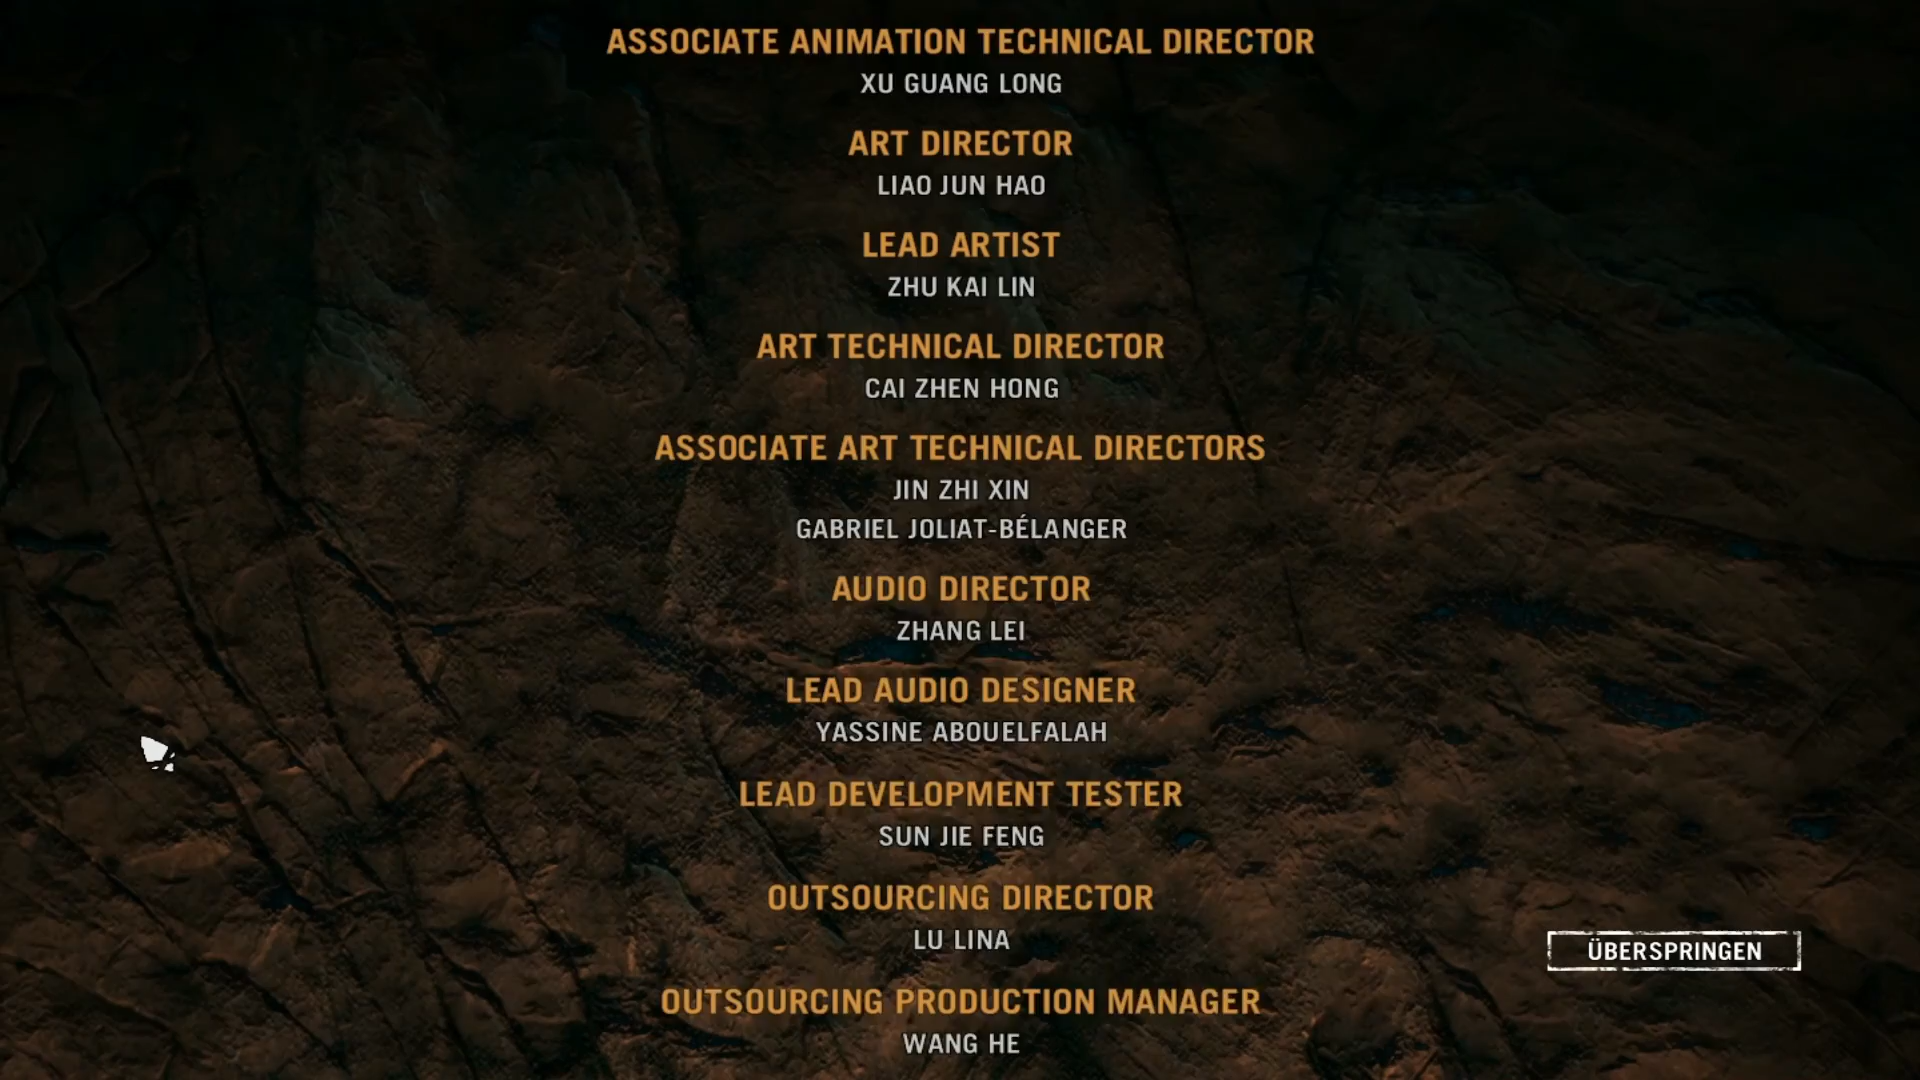 ASSOCIATE ANIMATION TECHNICAL DIRECTOR
XU GUANG LONG
ART DIRECTOR
LIAO JUN HAO
LEAD ARTIST
ZHU KAI LIN
ART TECHNICAL DIRECTOR
CAI ZHEN HONG
ASSOCIATE ART TECHNICAL DIRECTORS
JIN ZHI XIN
GABRIEL JOLIAT-BÉLANGER
AUDIO DIRECTOR
ZHANG LEI
LEAD AUDIO DESIGNER
YASSINE ABOUELFALAH
LEAD DEVELOPMENT TESTER
SUN JIE FENG
OUTSOURCING DIRECTOR
LU LINA
ÜBERSPRINGEN
OUTSOURCING PRODUCTION MANAGER
WANG HE